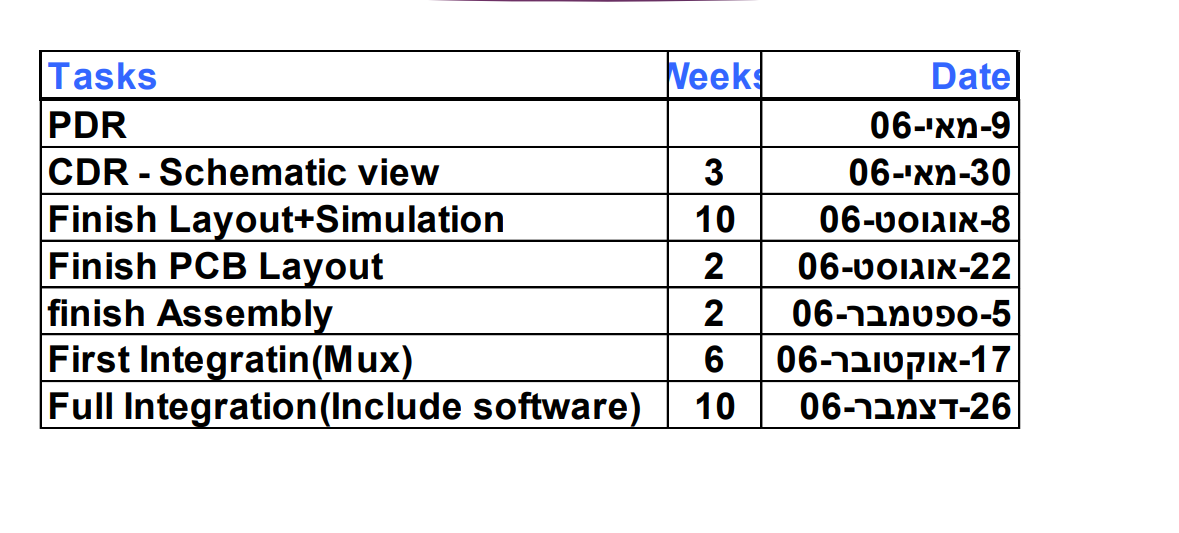 Tasks Weeks Date
PDR 9-מאי-06
CDR - Schematic view 3 30-מאי-06
Finish Layout+Simulation 10 8-אוגוסט-06
Finish PCB Layout 2 22-אוגוסט-06
finish Assembly 2 5-ספטמבר-06
First Integratin(Mux) 6 17-אוקטובר-06
Full Integration(Include software) 10 26-דצמבר-06